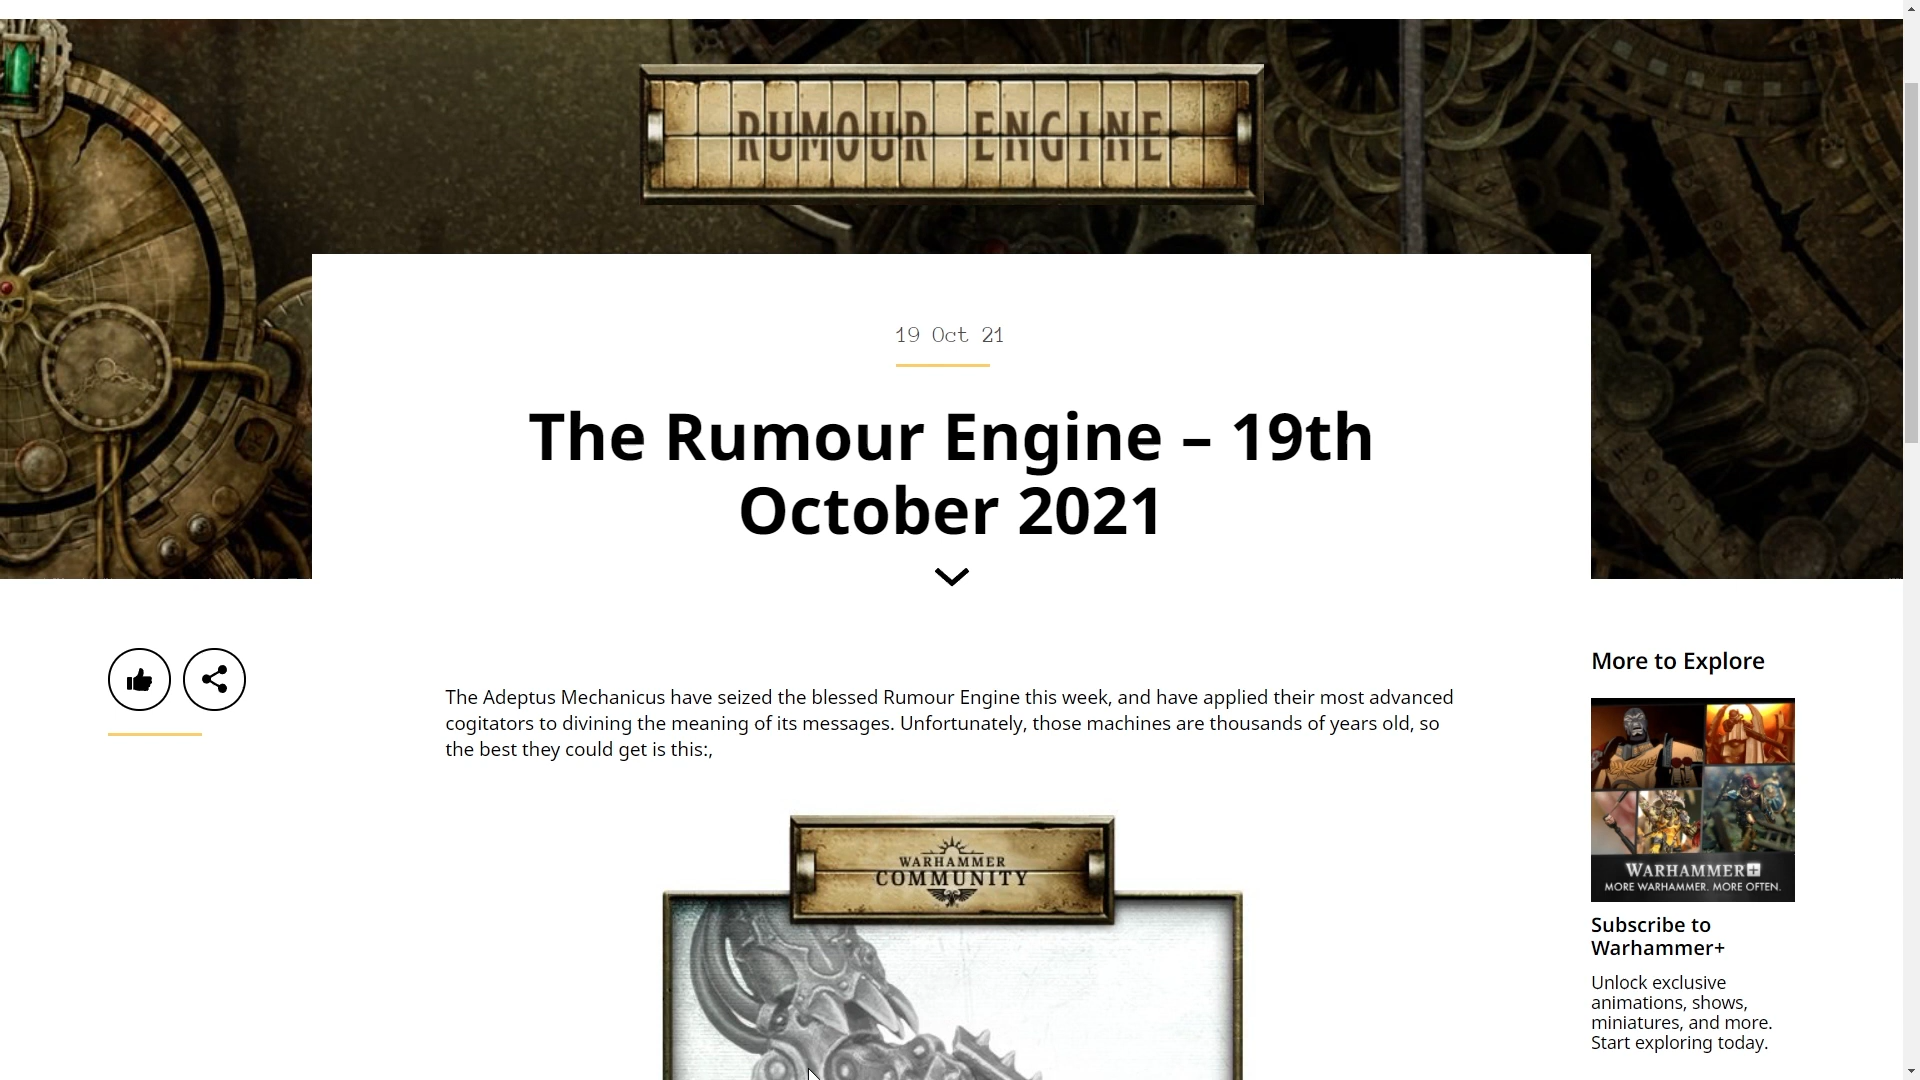 RUMOUR ENGINE
19 Oct 21
The Rumour Engine – 19th
October 2021
The Adeptus Mechanicus have seized the blessed Rumour Engine this week, and have applied their most advanced
cogitators to divining the meaning of its messages. Unfortunately, those machines are thousands of years old, so
the best they could get is this:,
WARHAMMER
COMMUNITY
More to Explore
WARHAMMER+
MORE WARHAMMER. MORE OFTEN.
Subscribe to
Warhammer+
Unlock exclusive
animations, shows,
miniatures, and more.
Start exploring today.